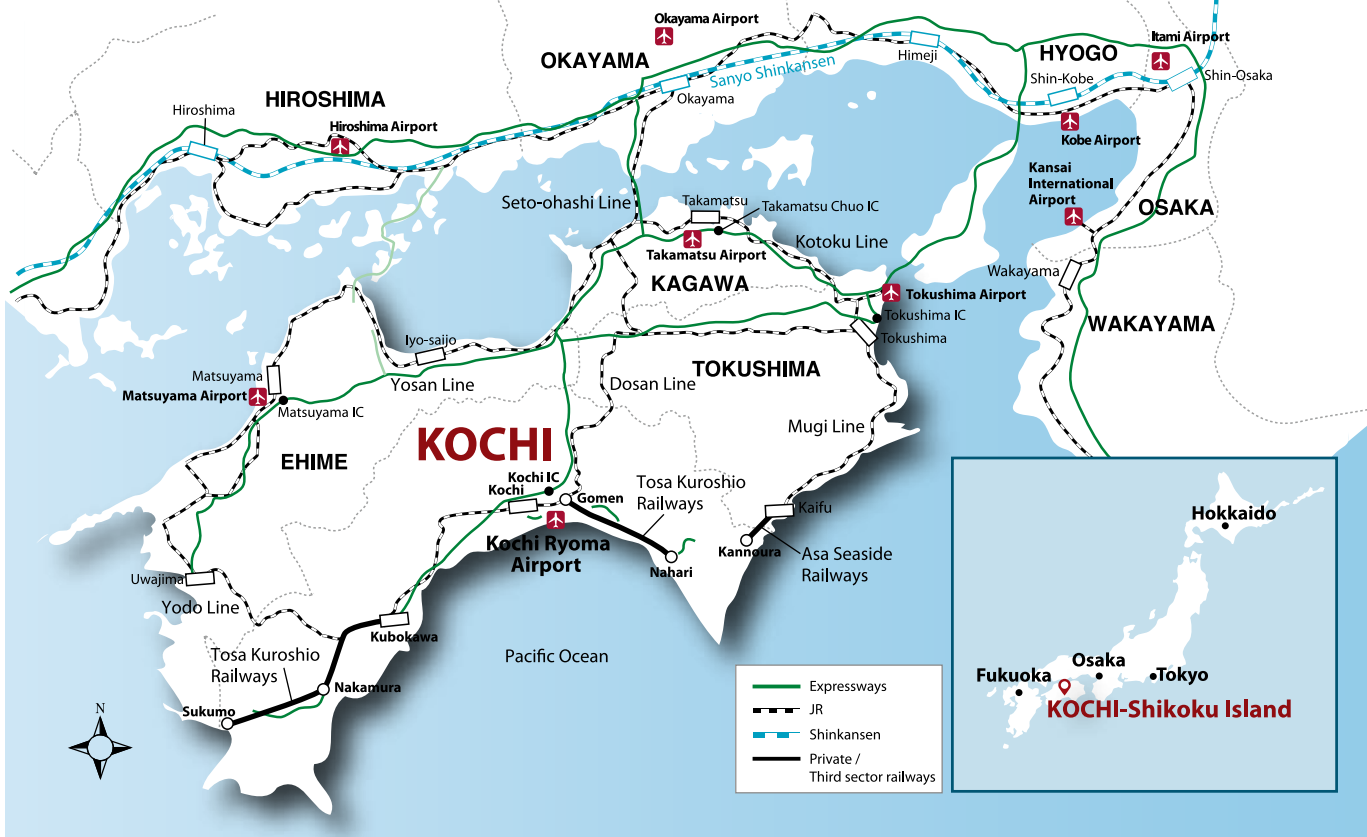 Okayama Airport
Itami Airport
OKAYAMA
HYOGO
Himeji
Sanyo Shinkansen
Shin-Kobe
Shin-Osaka
Okayama
HIROSHIMA
Hiroshima
Hiroshima Airport
Kobe Airport
Kansai
International
Airport
OSAKA
Seto-ohashi Line
Takamatsu
Takamatsu Chuo IC
Kotoku Line
Takamatsu Airport
Wakayama
KAGAWA
Tokushima Airport
Tokushima IC
WAKAYAMA
Tokushima
Iyo-saijo
Matsuyama
Matsuyama Airport
Matsuyama IC
Yosan Line
Dosan Line
TOKUSHIMA
Mugi Line
KOCHI
EHIME
Kochi IC
Kochi
Gomen
Tosa Kuroshio
Railways
Kaifu
Kochi Ryoma
Airport
Nahari
Kannoura
Asa Seaside
Railways
Uwajima
Yodo Line
Kubokawa
Tosa Kuroshio
Railways
Pacific Ocean
Nakamura
Sukumo
N
Expressways
JR
Shinkansen
Private /
Third sector railways
Hokkaido
Osaka
Fukuoka
Tokyo
KOCHI-Shikoku Island